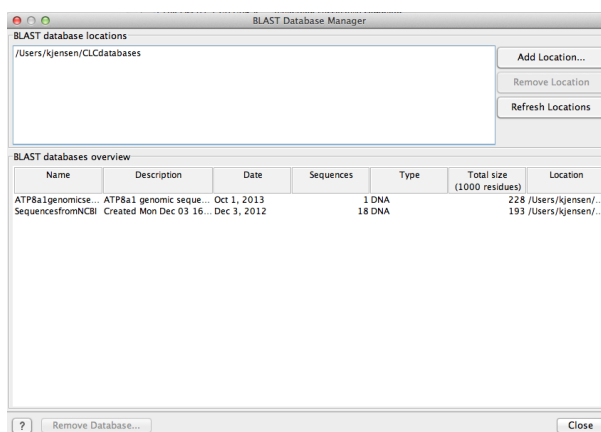 BLAST Database Manager
BLAST database locations
/Users/kjensen/CLCdatabases
Add Location...
Remove Location
Refresh Locations
BLAST databases overview
Name Description Date Sequences Type Total size Location
(1000 residues)
ATP8a1genomicse... ATP8a1 genomic seque... Oct 1, 2013 1 DNA 228 /Users/kjensen/...
SequencesfromNCBI Created Mon Dec 03 16... Dec 3, 2012 18 DNA 193 /Users/kjensen/...
? Remove Database... Close